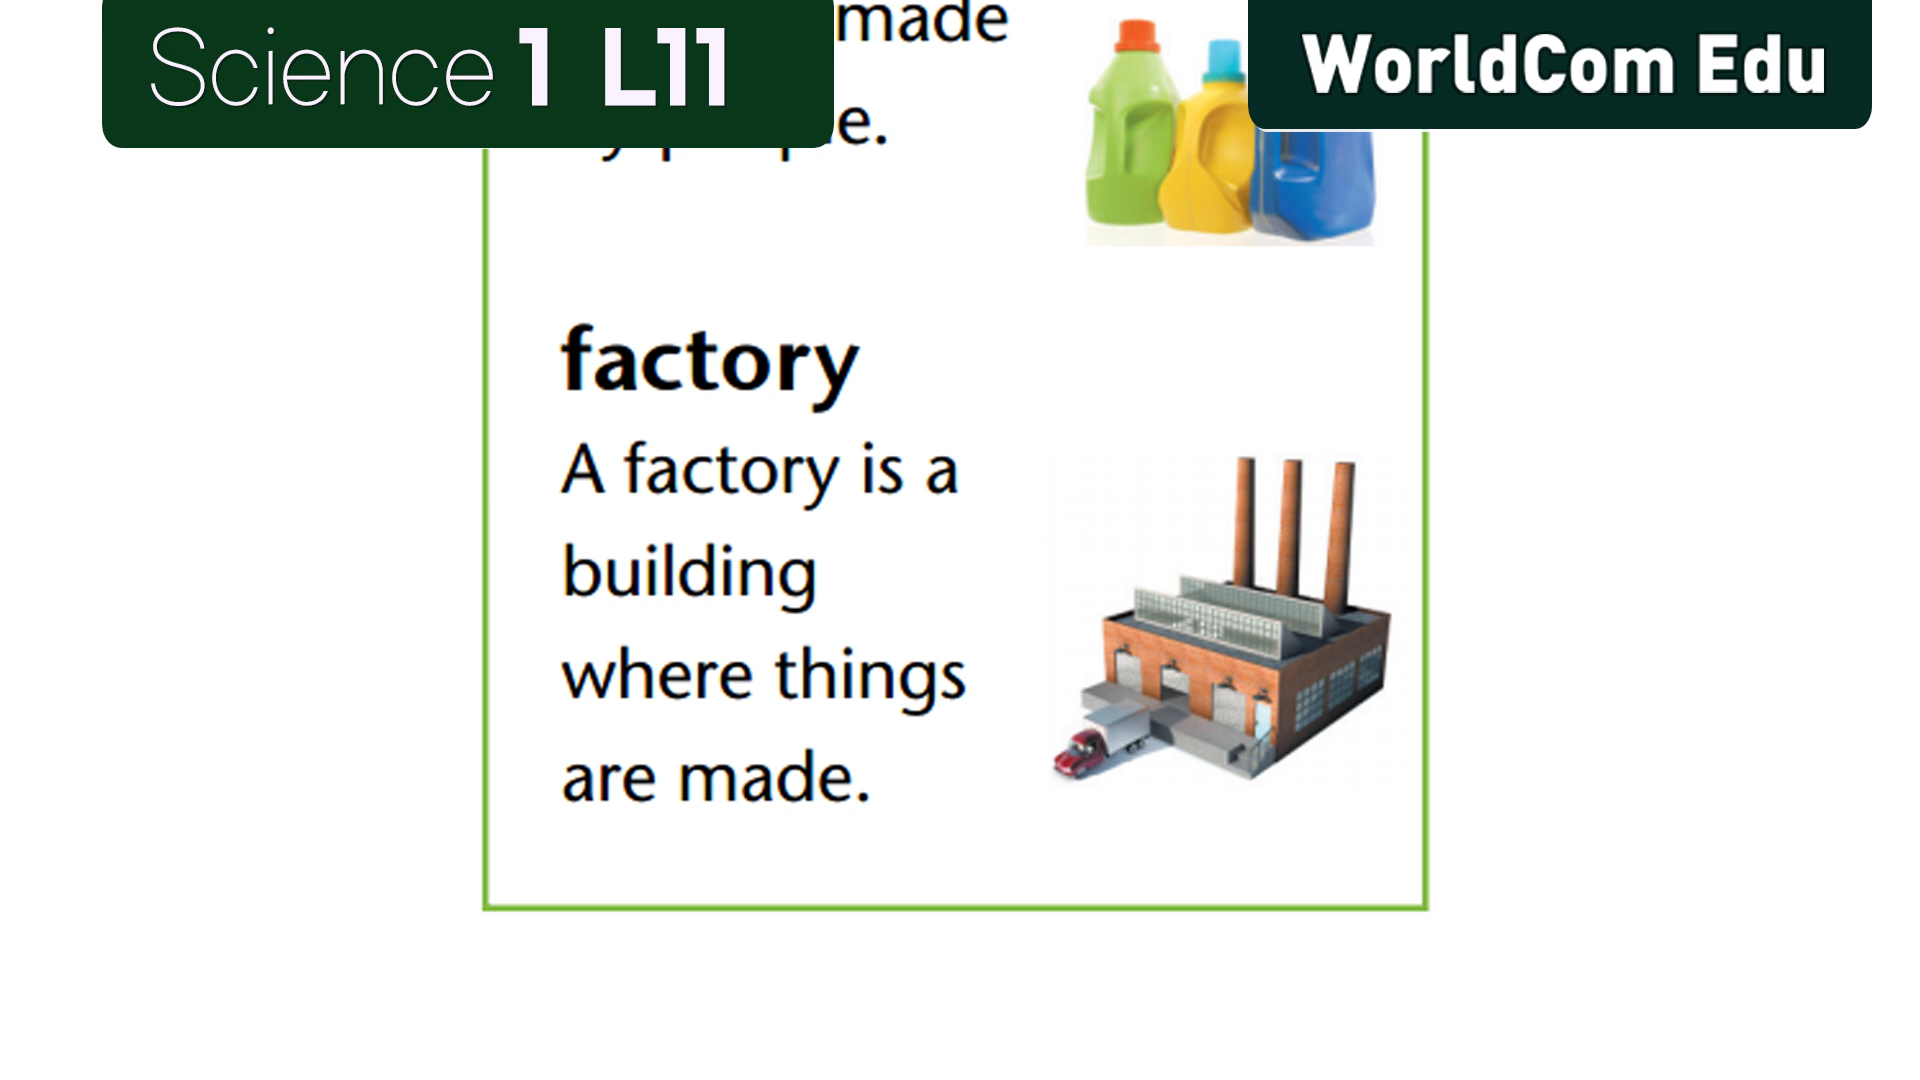 Science 1 L11
WorldCom Edu
made
e.
factory
A factory is a
building
where things
are made.